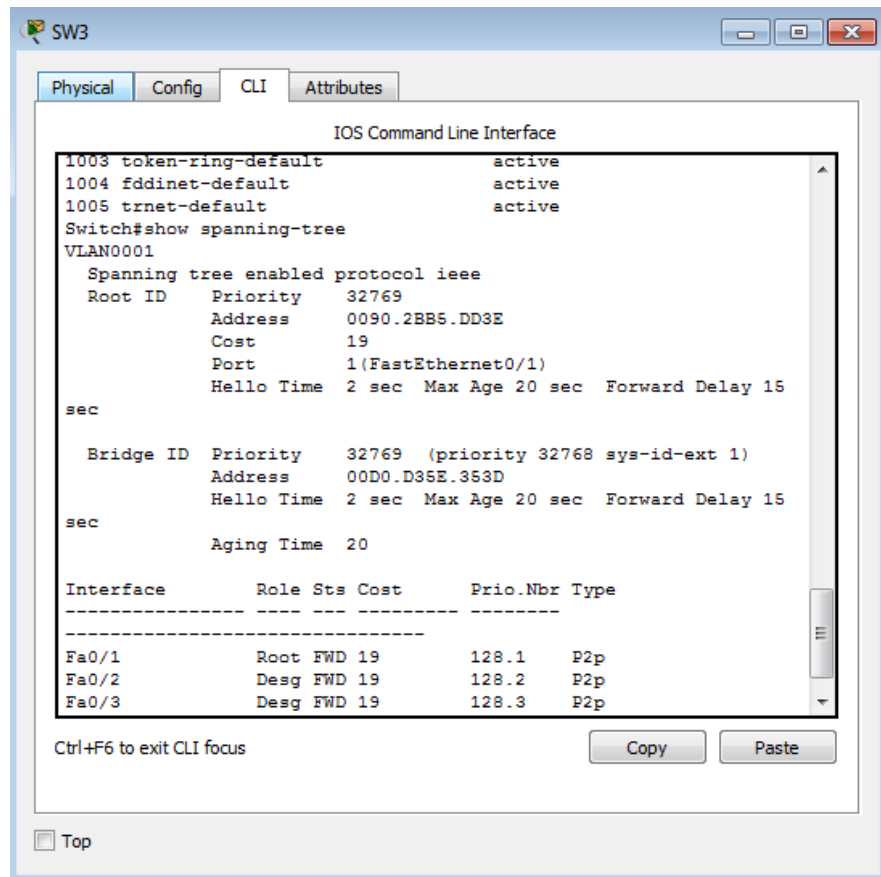 SW3
Physical Config CLI Attributes
IOS Command Line Interface
1003 token-ring-default active
1004 fddinet-default active
1005 trnet-default active
Switch#show spanning-tree
VLAN0001
Spanning tree enabled protocol ieee
Root ID Priority 32769
Address 0090.2BB5.DD3E
Cost 19
Port 1(FastEthernet0/1)
Hello Time 2 sec Max Age 20 sec Forward Delay 15
sec
Bridge ID Priority 32769 (priority 32768 sys-id-ext 1)
Address 00D0.D35E.353D
Hello Time 2 sec Max Age 20 sec Forward Delay 15
sec
Aging Time 20
Interface Role Sts Cost Prio.Nbr Type
---------------- ---- --- --------- --------
--------------------------------
Fa0/1 Root FWD 19 128.1 P2p
Fa0/2 Desg FWD 19 128.2 P2p
Fa0/3 Desg FWD 19 128.3 P2p
Ctrl+F6 to exit CLI focus
Copy Paste
Top